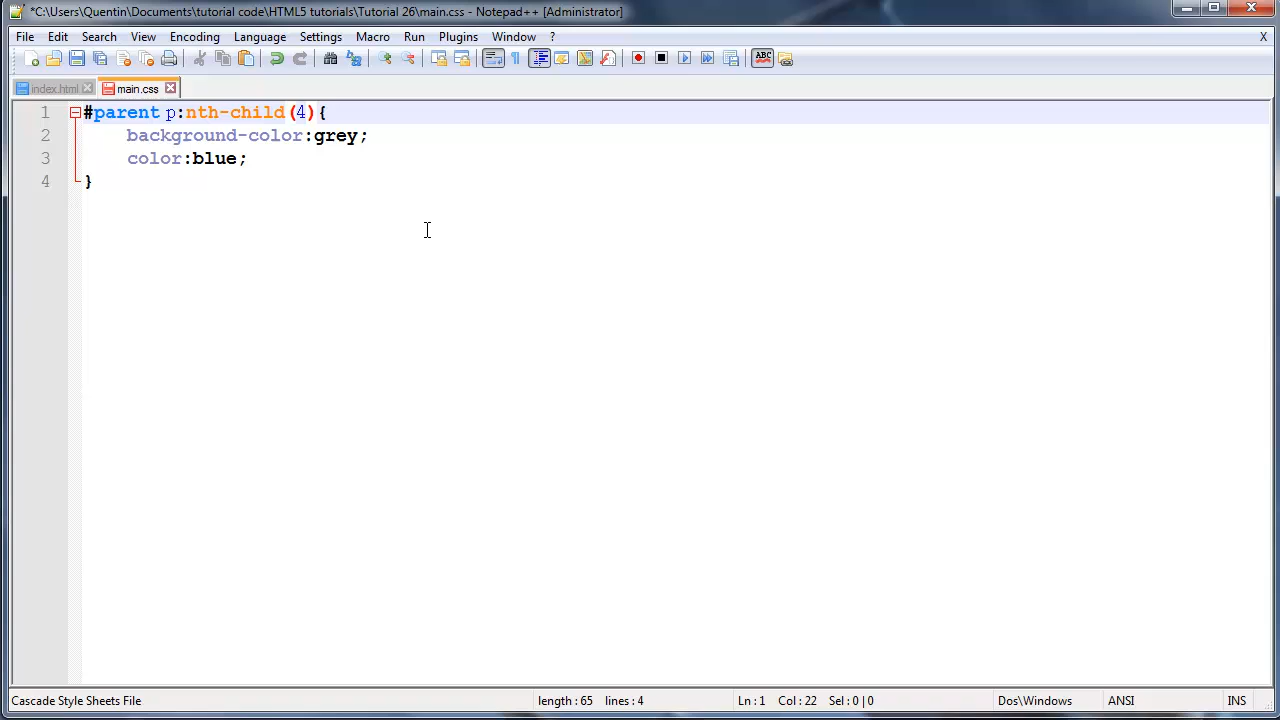 *C:\Users\Quentin\Documents\tutorial code\HTML5 tutorials\Tutorial 26\main.css - Notepad++ [Administrator]
File Edit Search View Encoding Language Settings Macro Run Plugins Window ? X
index.html main.css
1 #parent p:nth-child(4){
2 background-color:grey;
3 color:blue;
4 }
Cascade Style Sheets File length : 65 lines : 4 Ln : 1 Col : 22 Sel : 0 | 0 Dos\Windows ANSI INS